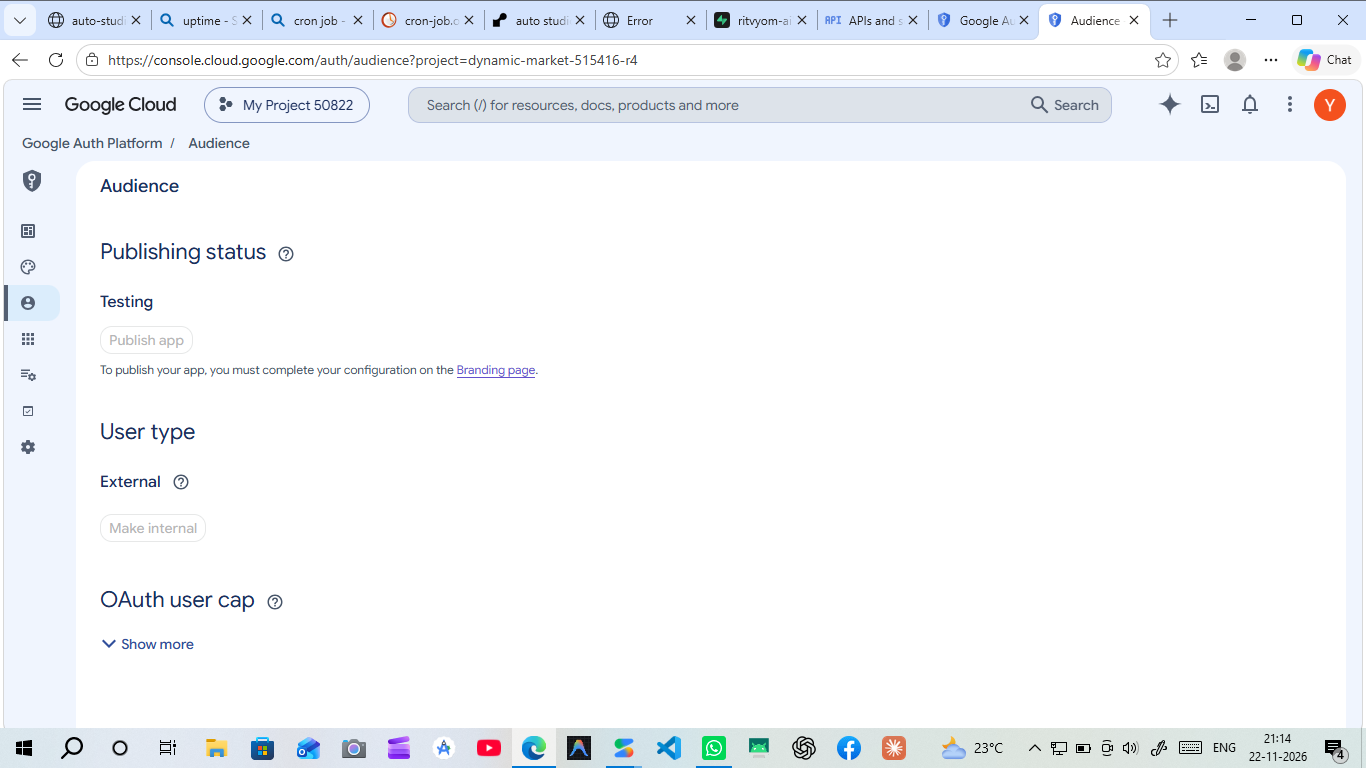 auto-studi
uptime - S
cron job -
cron-job.o
auto studi
Error
ritvyom-ai
API APIs and s
Google Au
Audience
https://console.cloud.google.com/auth/audience?project=dynamic-market-515416-r4
Chat
Google Cloud
My Project 50822
Search (/) for resources, docs, products and more
Search
Y
Google Auth Platform / Audience
Audience
Publishing status
Testing
Publish app
To publish your app, you must complete your configuration on the Branding page.
User type
External
Make internal
OAuth user cap
Show more
23°C
ENG
21:14
22-11-2026
4